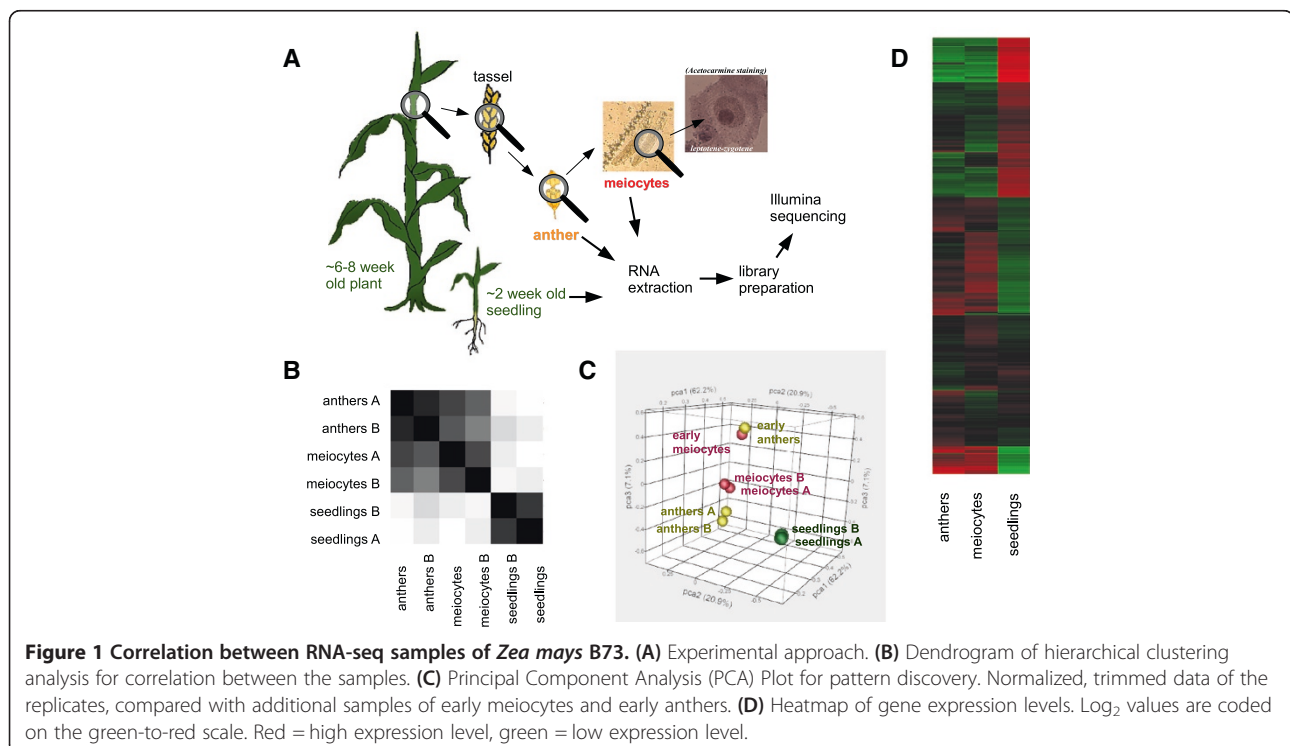 A
tassel
(Acetocarmine staining)
leptotene-zygotene
meiocytes
anther
~6-8 week
old plant
~2 week old
seedling
RNA
extraction
library
preparation
Illumina
sequencing
B
anthers A
anthers B
meiocytes A
meiocytes B
seedlings B
seedlings A
anthers
anthers B
meiocytes
meiocytes B
seedlings B
seedlings
C
pca1 (62.2%)
pca2 (20.9%)
pca3 (7.1%)
pca3 (7.1%)
early
anthers
early
meiocytes
meiocytes B
meiocytes A
anthers A
anthers B
seedlings B
seedlings A
pca2 (20.9%)
pca1 (62.2%)
D
anthers
meiocytes
seedlings
Figure 1 Correlation between RNA-seq samples of Zea mays B73. (A) Experimental approach. (B) Dendrogram of hierarchical clustering
analysis for correlation between the samples. (C) Principal Component Analysis (PCA) Plot for pattern discovery. Normalized, trimmed data of the
replicates, compared with additional samples of early meiocytes and early anthers. (D) Heatmap of gene expression levels. Log2 values are coded
on the green-to-red scale. Red = high expression level, green = low expression level.